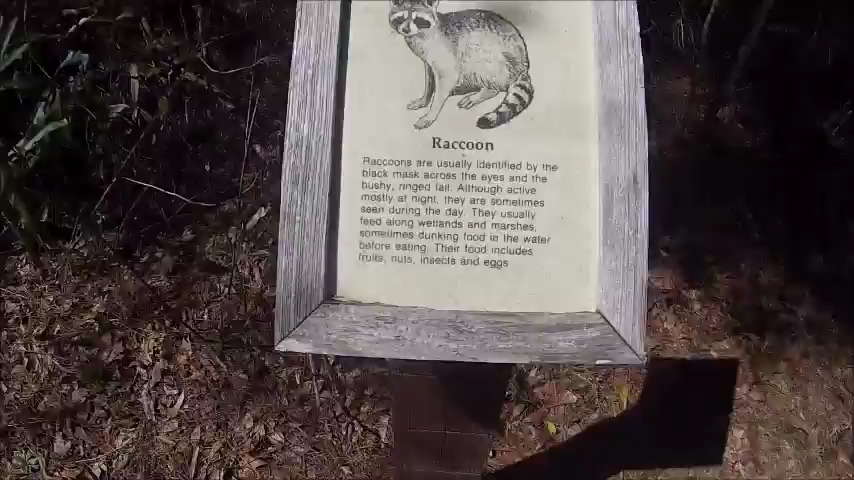 Raccoon
Raccoons are usually identified by the
black mask across the eyes and the
bushy, ringed tail. Although active
mostly at night, they are sometimes
seen during the day. They usually
feed along wetlands and marshes,
sometimes dunking food in the water
before eating. Their food includes
fruits, nuts, insects and eggs